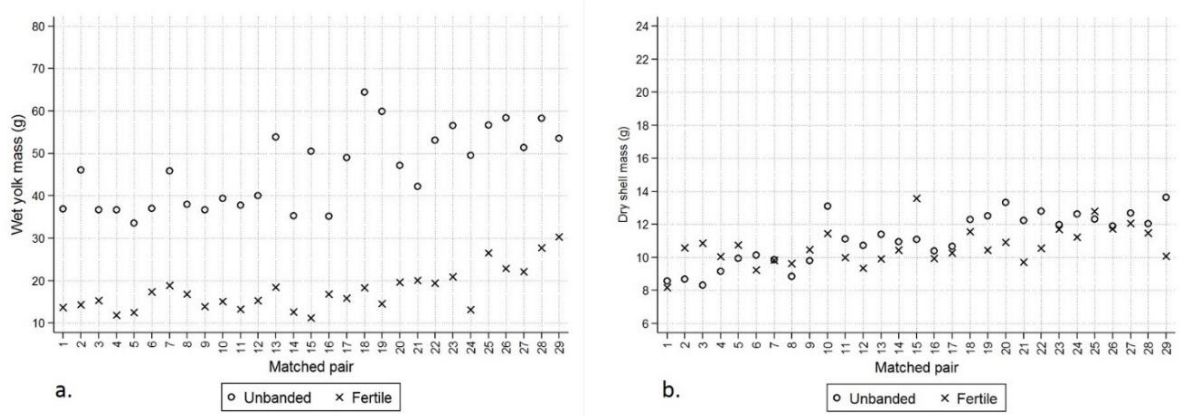 80
70
60
50
40
30
20
10
Wet yolk mass (g)
1 2 3 4 5 6 7 8 9 10 11 12 13 14 15 16 17 18 19 20 21 22 23 24 25 26 27 28 29
Matched pair
a.
Unbanded Fertile
24
22
20
18
16
14
12
10
8
6
Dry shell mass (g)
1 2 3 4 5 6 7 8 9 10 11 12 13 14 15 16 17 18 19 20 21 22 23 24 25 26 27 28 29
Matched pair
b.
Unbanded Fertile